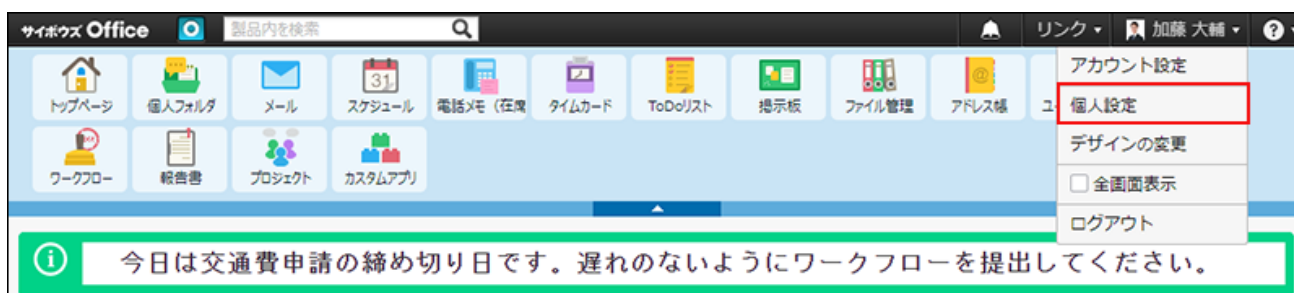 サイボウズ Office
製品内を検索
リンク
加藤 大輔
?
トップページ
個人フォルダ
メール
31
スケジュール
電話メモ（在席
タイムカード
ToDoリスト
掲示板
ファイル管理
@
アドレス帳
ユ
ワークフロー
報告書
プロジェクト
カスタムアプリ
アカウント設定
個人設定
デザインの変更
全画面表示
ログアウト
i
今日は交通費申請の締め切り日です。遅れのないようにワークフローを提出してください。